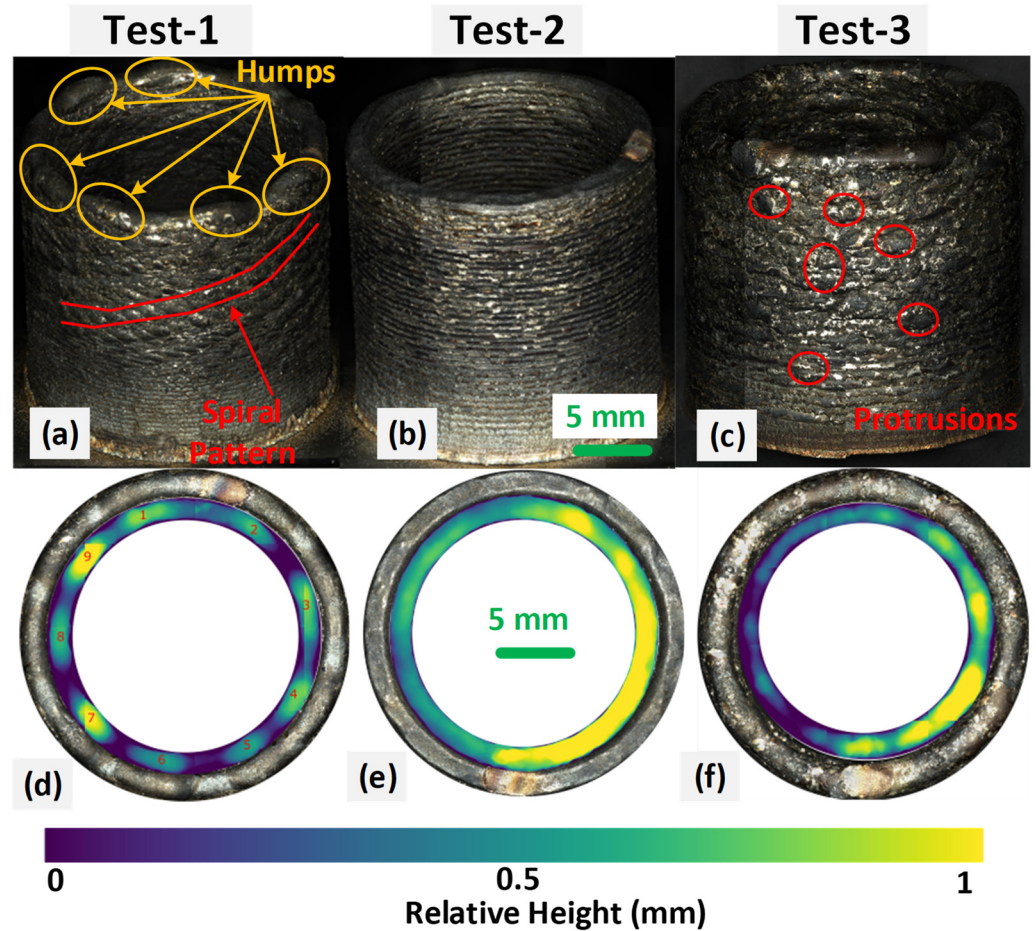 Test-1
Test-2
Test-3
Humps
Spiral
Pattern
(a)
(b)
5 mm
(c)
Protrusions
1
2
3
4
5
6
7
8
9
(d)
5 mm
(e)
(f)
0
0.5
1
Relative Height (mm)